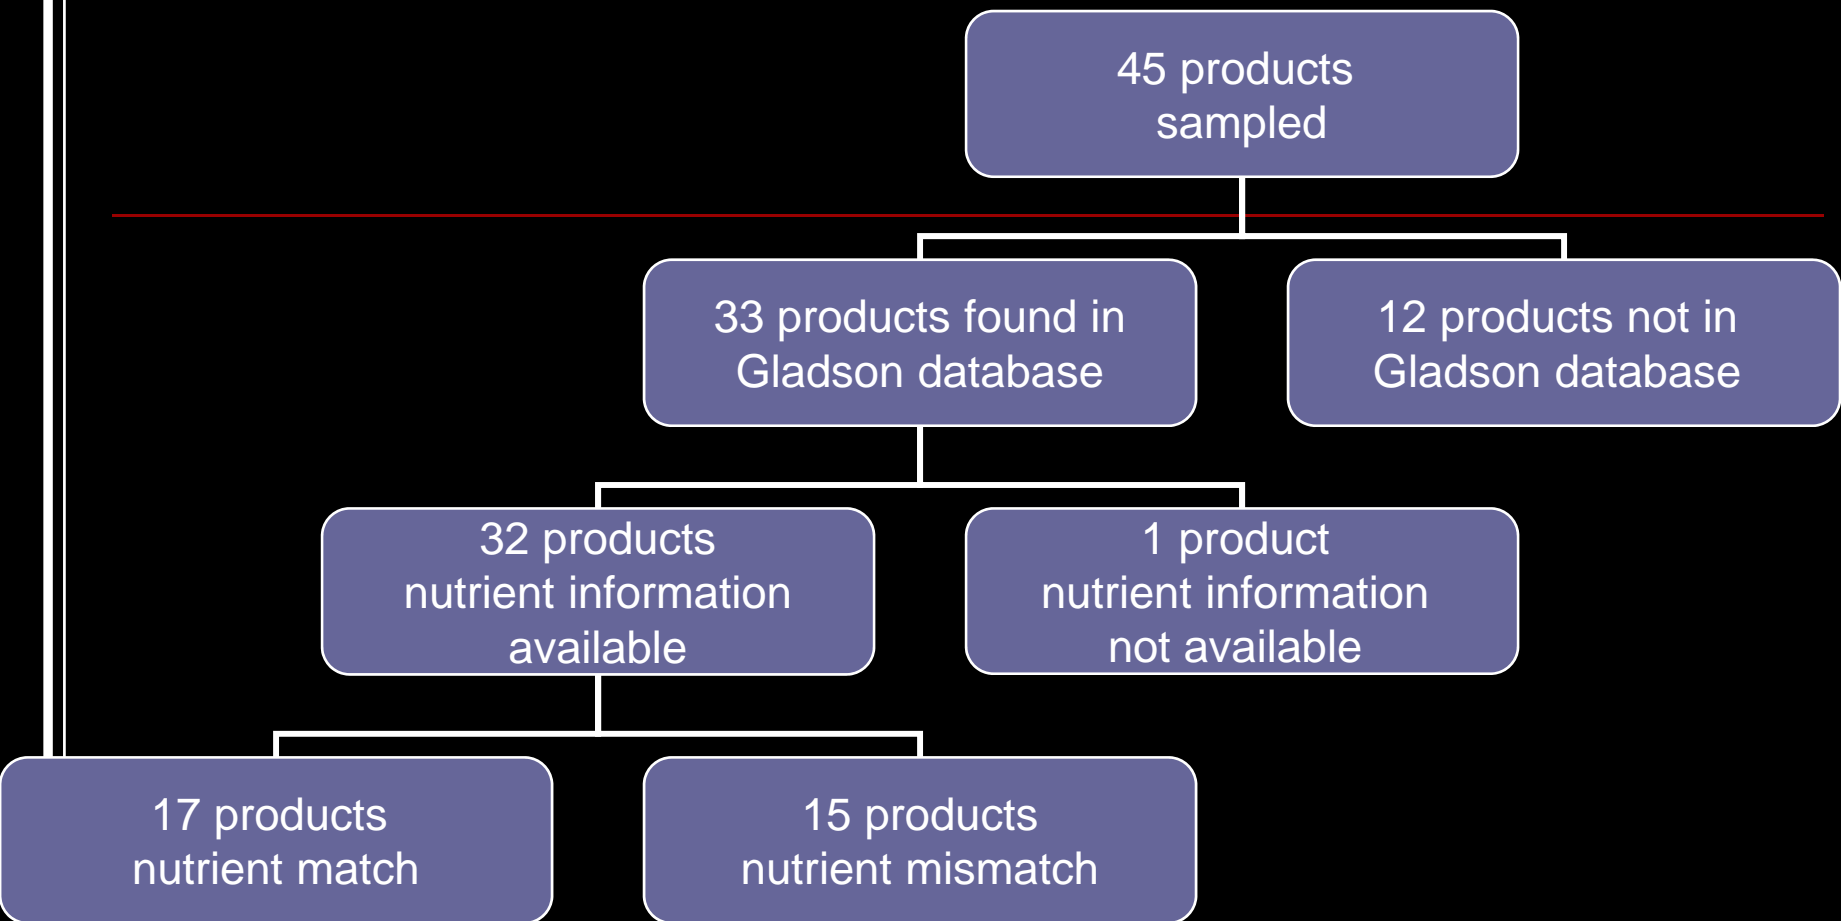 45 products
sampled
33 products found in
Gladson database
12 products not in
Gladson database
32 products
nutrient information
available
1 product
nutrient information
not available
17 products
nutrient match
15 products
nutrient mismatch